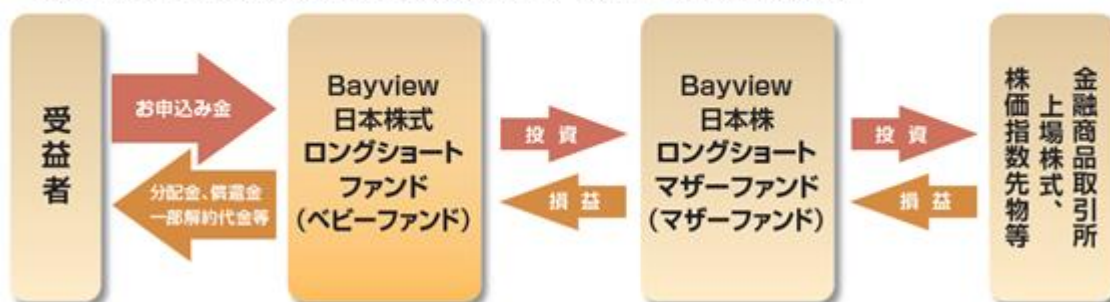 受益者
お申込み金
分配金、償還金
一部解約代金等
Bayview
日本株式
ロングショート
ファンド
(ベビーファンド)
投資
損益
Bayview
日本株
ロングショート
マザーファンド
(マザーファンド)
投資
損益
金融商品取引所
上場株式、
株価指数先物等